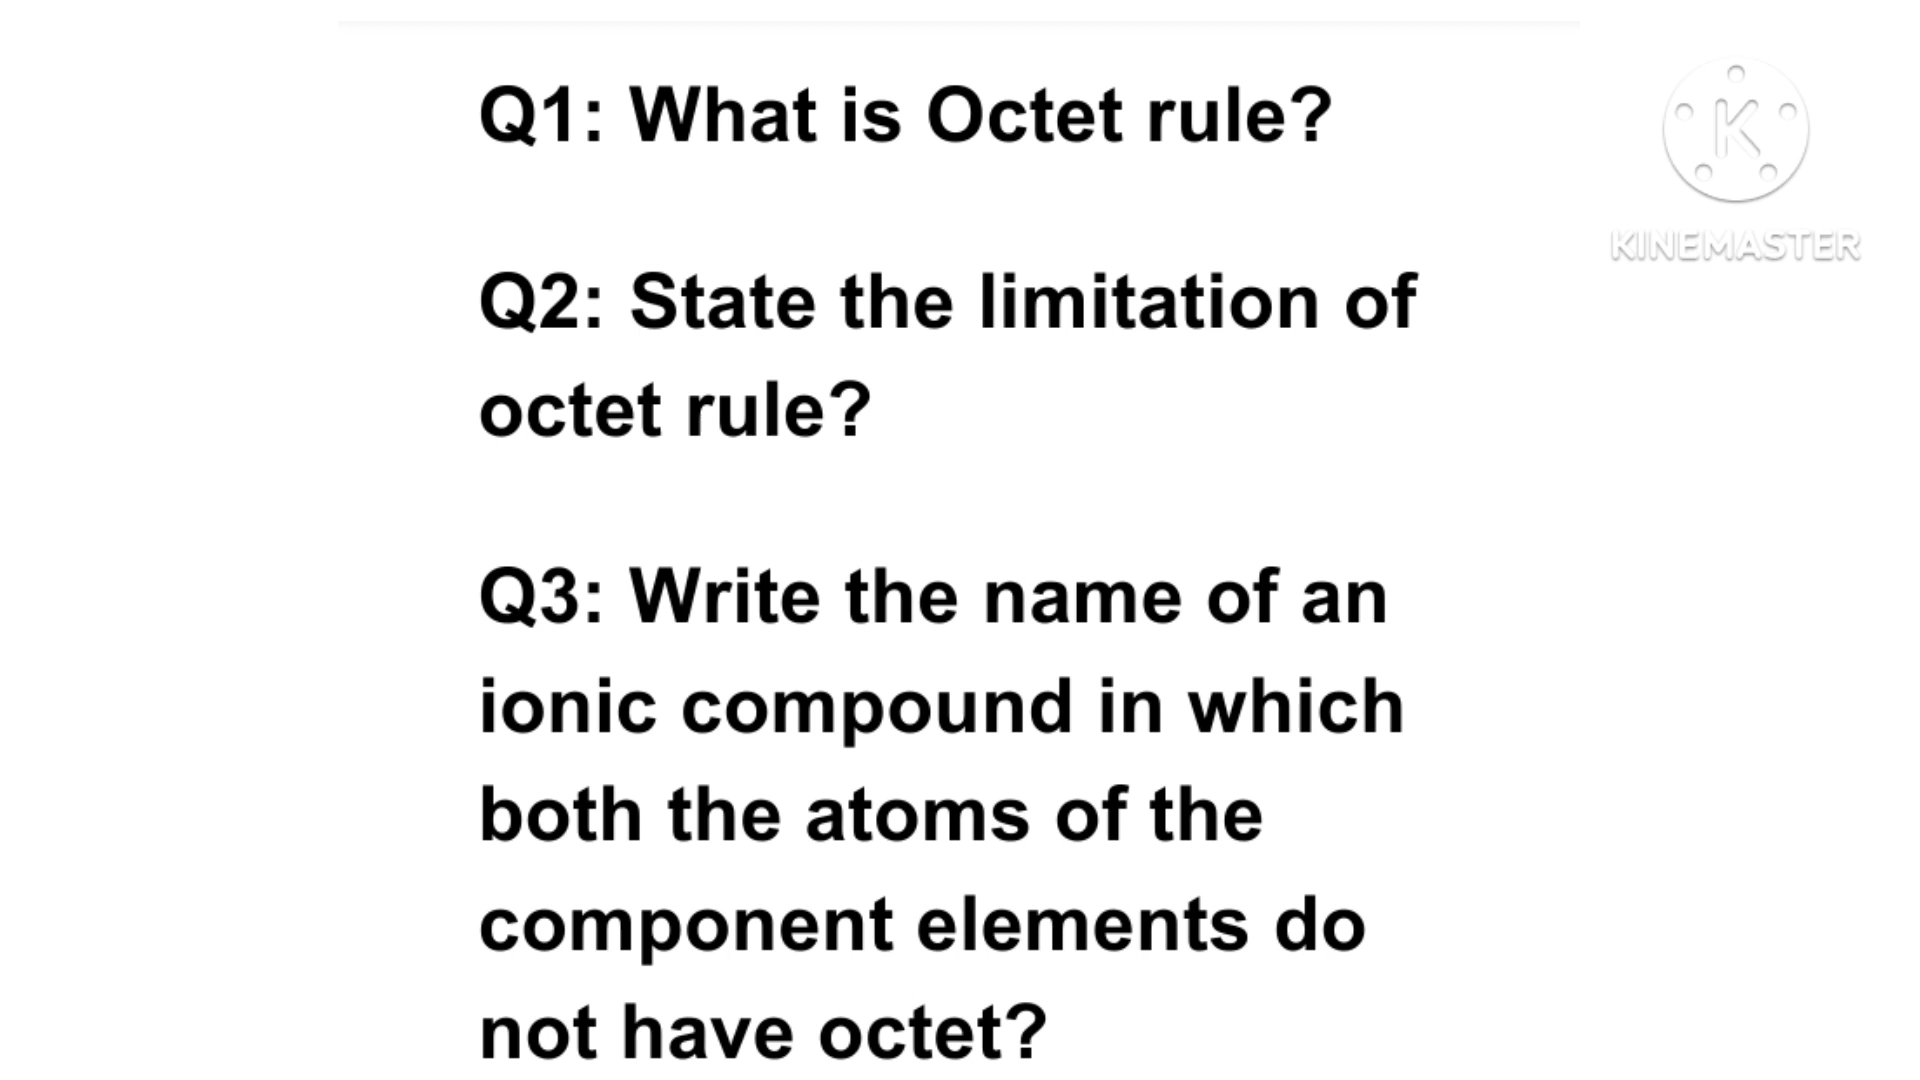 Q1: What is Octet rule?
K
KINEMASTER
Q2: State the limitation of
octet rule?
Q3: Write the name of an
ionic compound in which
both the atoms of the
component elements do
not have octet?